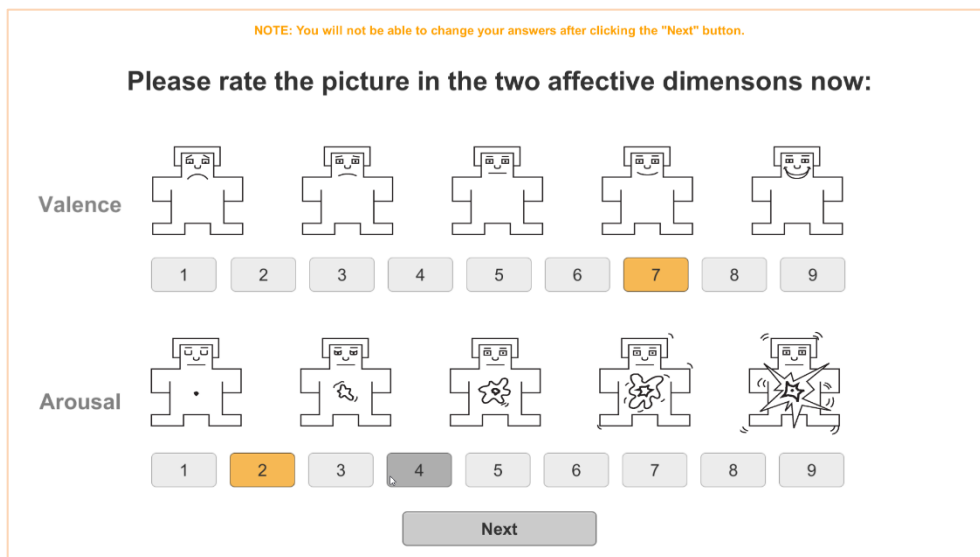 NOTE: You will not be able to change your answers after clicking the "Next" button.
Please rate the picture in the two affective dimensons now:
Valence
1 2 3 4 5 6 7 8 9
Arousal
1 2 3 4 5 6 7 8 9
Next